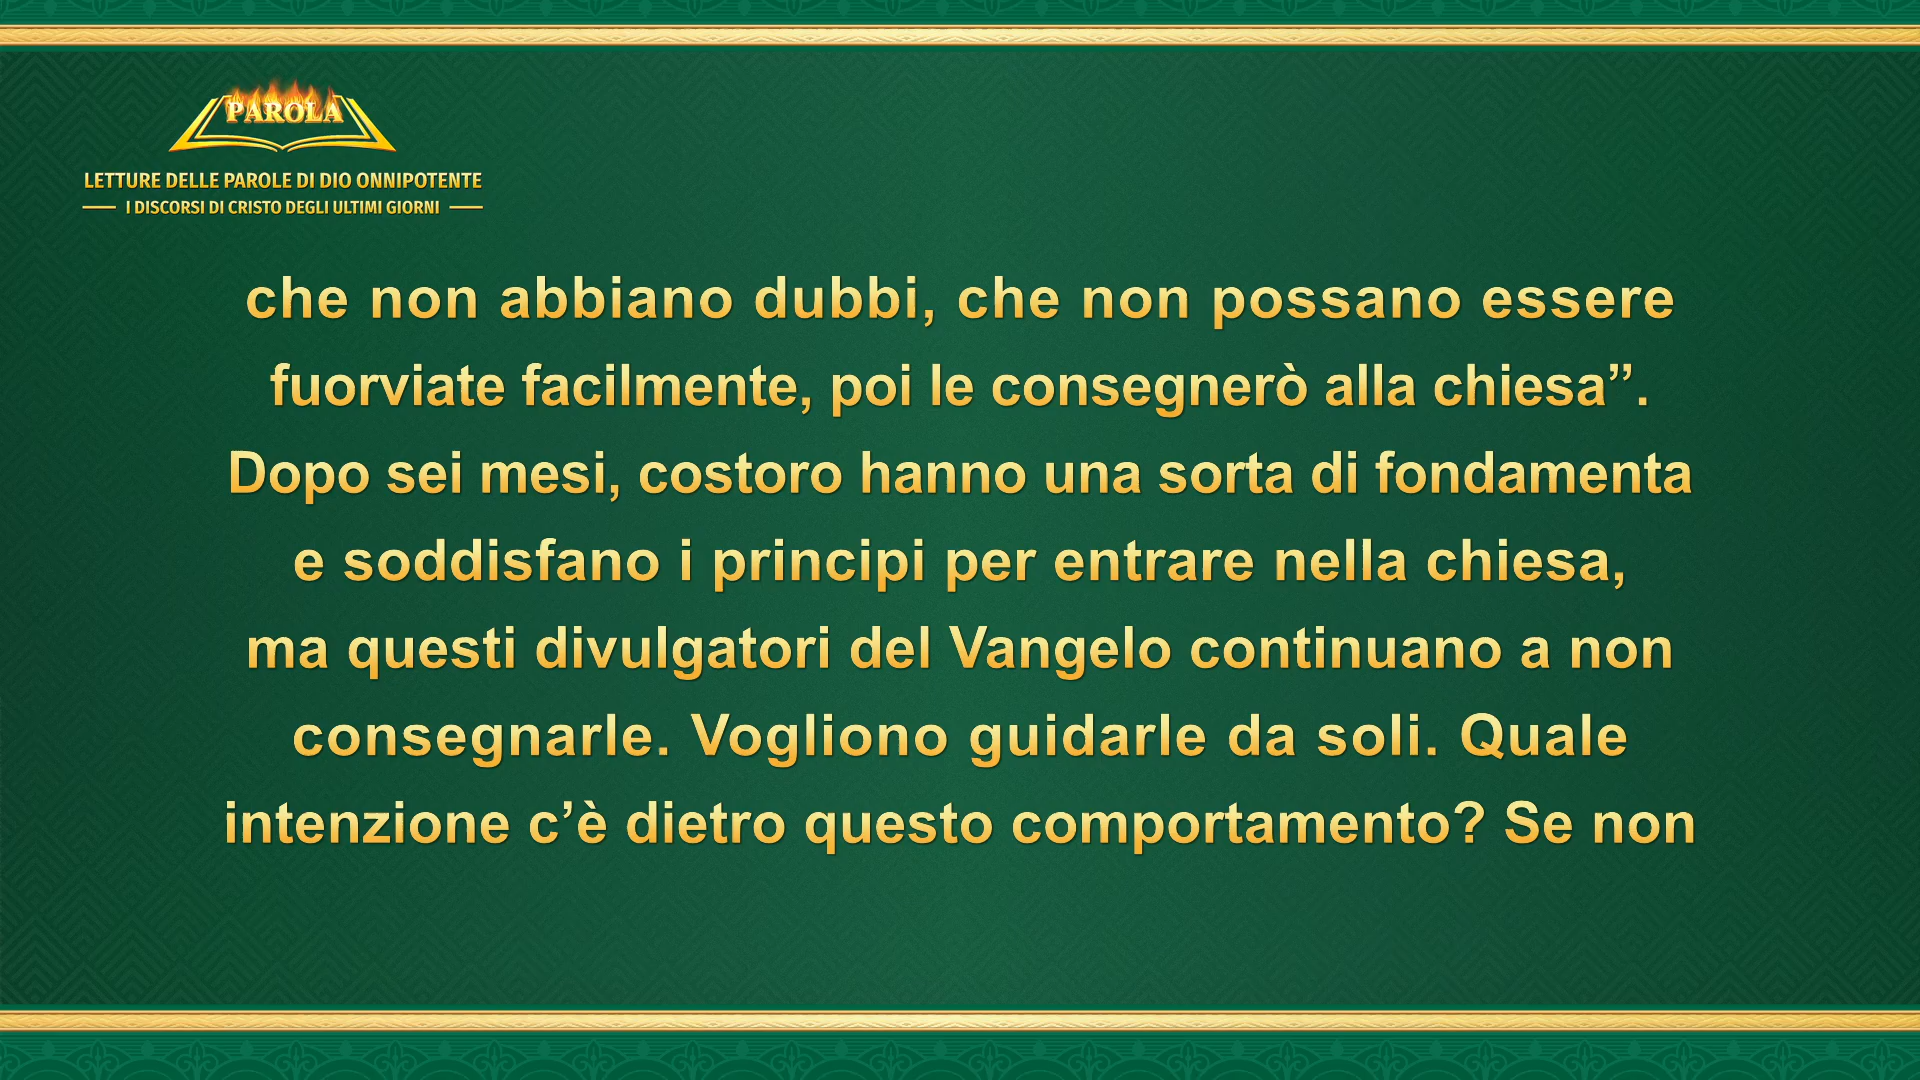 PAROLA
LETTURE DELLE PAROLE DI DIO ONNIPOTENTE
I DISCORSI DI CRISTO DEGLI ULTIMI GIORNI
che non abbiano dubbi, che non possano essere
fuorviate facilmente, poi le consegnerò alla chiesa”.
Dopo sei mesi, costoro hanno una sorta di fondamenta
e soddisfano i principi per entrare nella chiesa,
ma questi divulgatori del Vangelo continuano a non
consegnarle. Vogliono guidarle da soli. Quale
intenzione c’è dietro questo comportamento? Se non